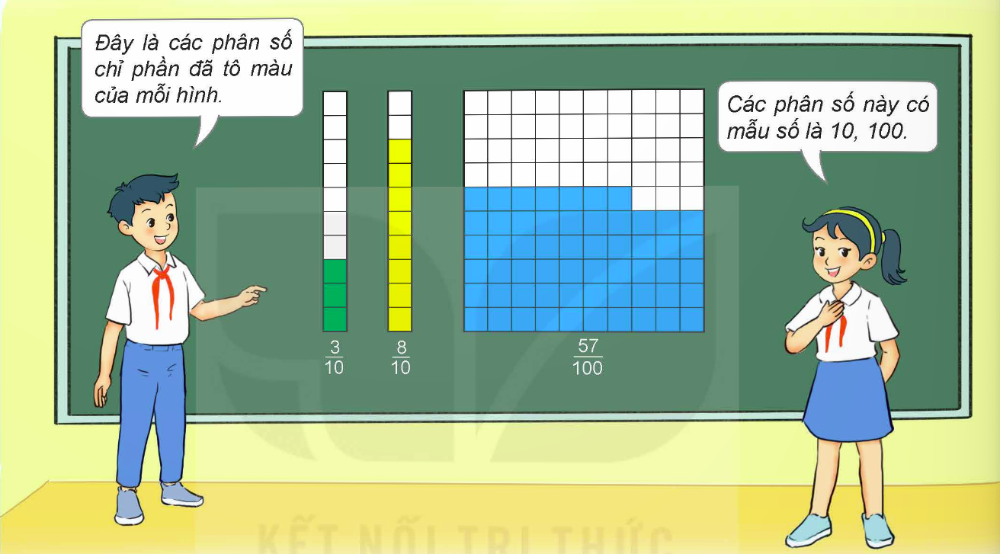 Đây là các phân số
chỉ phần đã tô màu
của mỗi hình.
Các phân số này có
mẫu số là 10, 100.
3
10
8
10
57
100
KẾT NỐI TRI THỨC